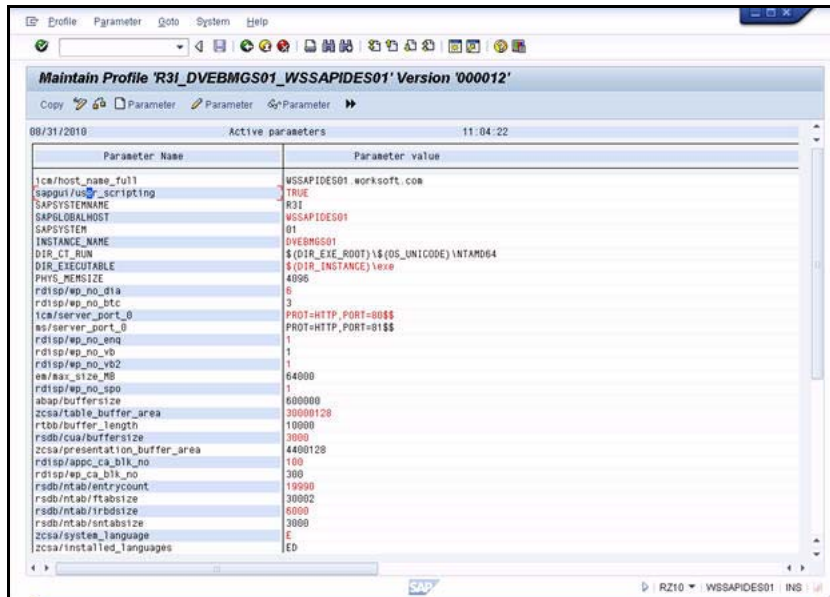 Profile Parameter Goto System Help
Maintain Profile 'R3I_DVEBMGS01_WSSAPIDES01' Version '000012'
Copy Parameter Parameter Parameter
08/31/2010 Active parameters 11:04:22
Parameter Name Parameter value
icm/host_name_full WSSAPIDES01.worksoft.com
sapgui/user_scripting TRUE
SAPSYSTEMNAME R3I
SAPGLOBALHOST WSSAPIDES01
SAPSYSTEM 01
INSTANCE_NAME DVEBMGS01
DIR_CT_RUN $(DIR_EXE_ROOT)\$(OS_UNICODE)\NTAMD64
DIR_EXECUTABLE $(DIR_INSTANCE)\exe
PHYS_MEMSIZE 4096
rdisp/wp_no_dia 6
rdisp/wp_no_btc 3
icm/server_port_0 PROT=HTTP,PORT=80$$
ms/server_port_0 PROT=HTTP,PORT=81$$
rdisp/wp_no_enq 1
rdisp/wp_no_vb 1
rdisp/wp_no_vb2 1
em/max_size_MB 64000
rdisp/wp_no_spo 1
abap/buffersize 600000
zcsa/table_buffer_area 30000128
rtbb/buffer_length 10000
rsdb/cua/buffersize 3000
zcsa/presentation_buffer_area 4400128
rdisp/appc_ca_blk_no 100
rdisp/wp_ca_blk_no 300
rsdb/ntab/entrycount 19990
rsdb/ntab/ftabsize 30002
rsdb/ntab/irbdsize 6000
rsdb/ntab/sntabsize 3000
zcsa/system_language E
zcsa/installed_languages ED
SAP
RZ10 WSSAPIDES01 INS